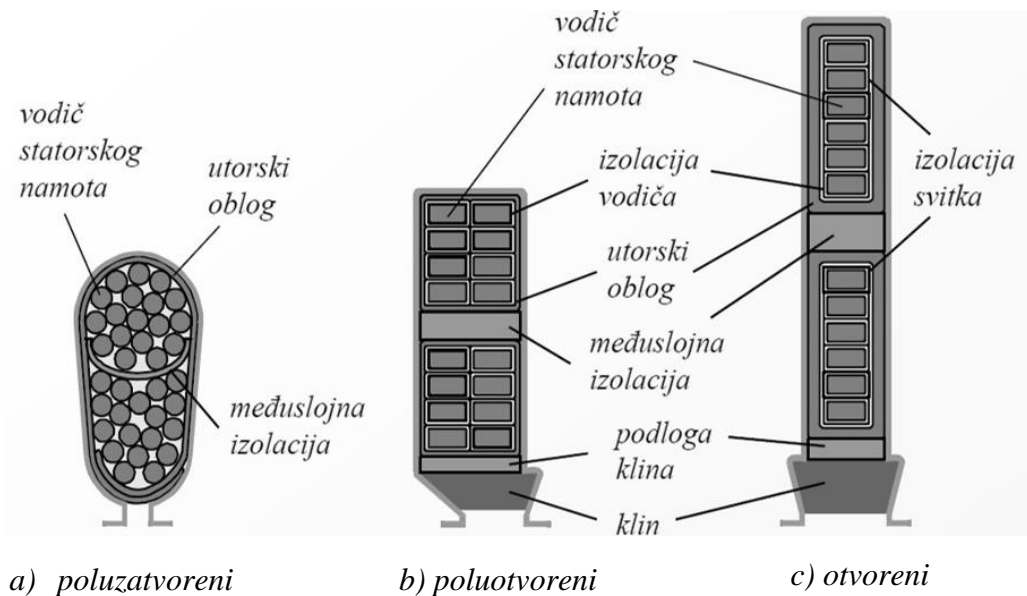 vodič
statorskog
namota
utorski
oblog
međuslojna
izolacija
vodič
statorskog
namota
izolacija
vodiča
utorski
oblog
međuslojna
izolacija
podloga
klina
klin
izolacija
svitka
a) poluzatvoreni
b) poluotvoreni
c) otvoreni